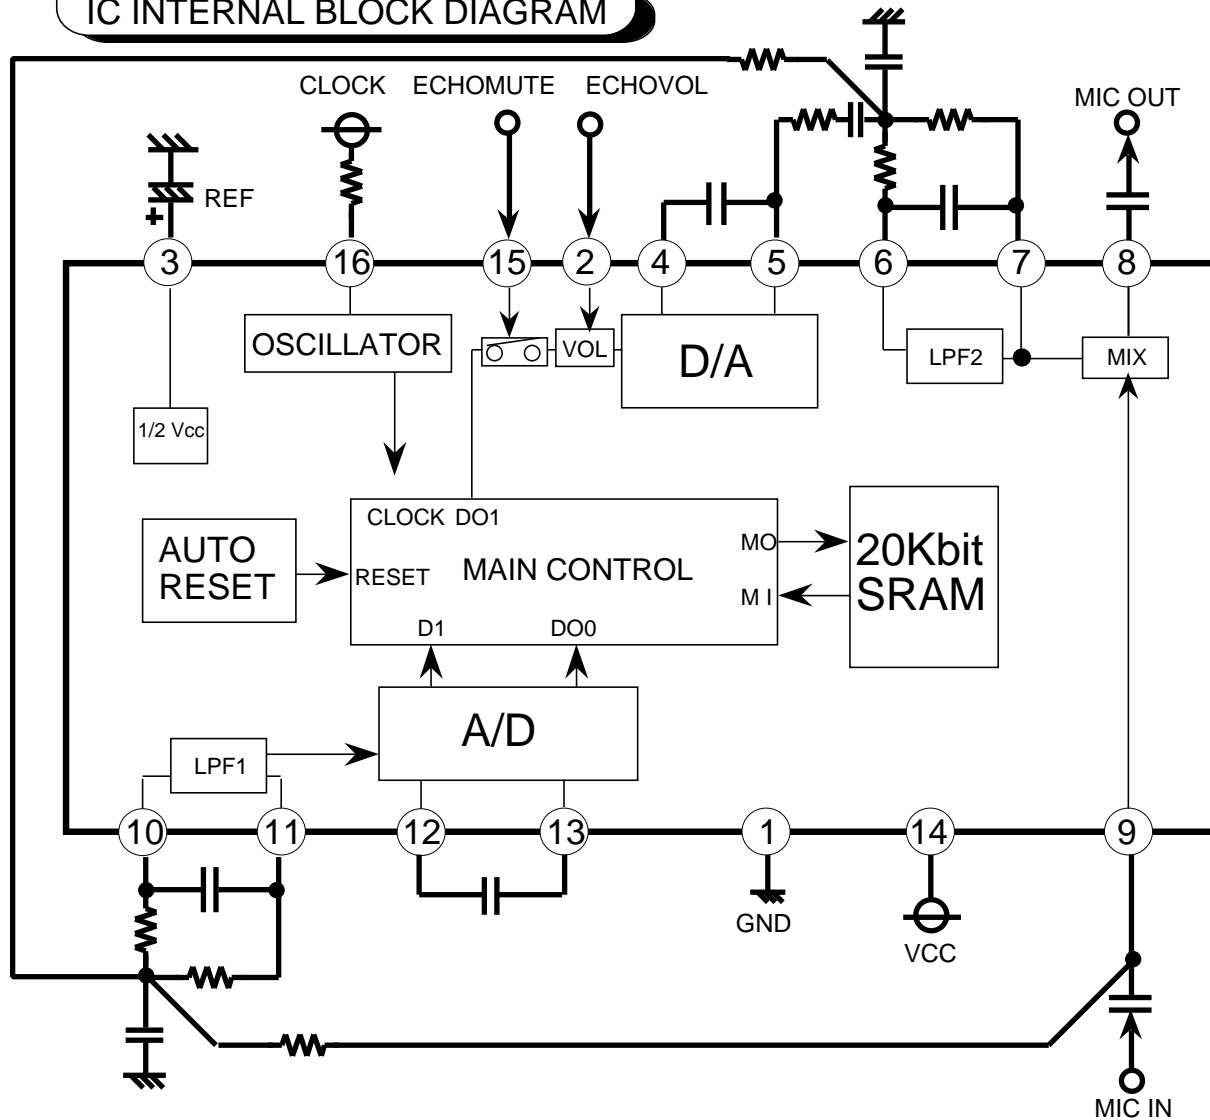 IC INTERNAL BLOCK DIAGRAM
CLOCK
ECHOMUTE
ECHOVOL
MIC OUT
REF
+
3
16
15
2
4
5
6
7
8
OSCILLATOR
VOL
D/A
LPF2
MIX
1/2 Vcc
CLOCK DO1
AUTO
RESET
RESET
MAIN CONTROL
MO
M I
20Kbit
SRAM
D1
DO0
A/D
LPF1
10
11
12
13
1
14
9
GND
VCC
MIC IN